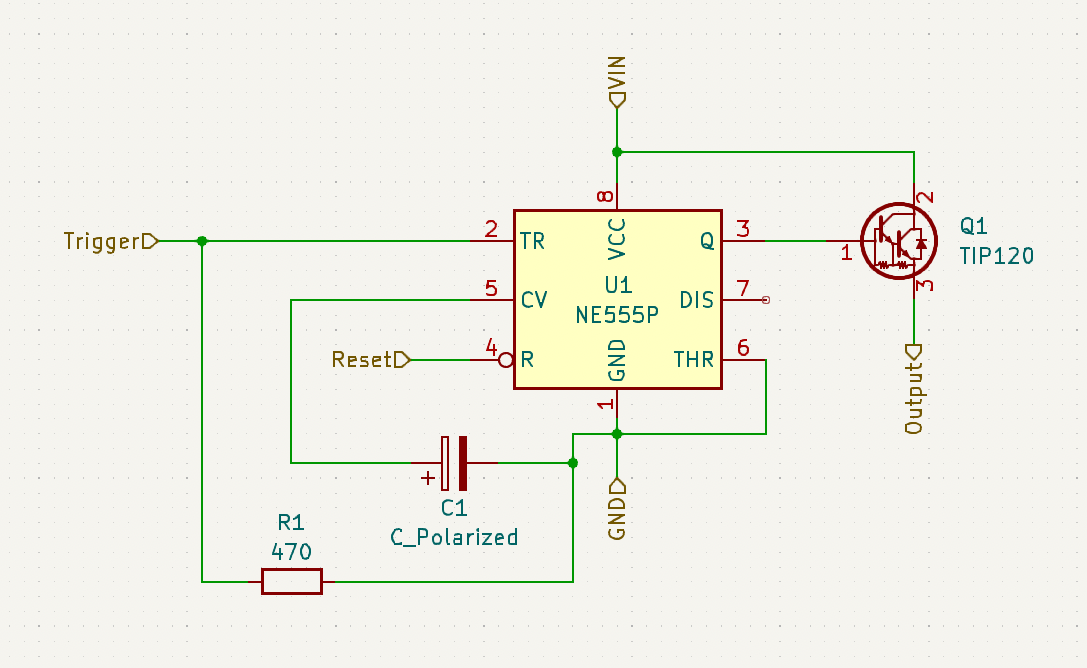 VIN
8
2
Trigger
2
TR
VCC
Q
3
1
Q1
TIP120
5
CV
U1
DIS
7
3
NE555P
Reset
4
R
GND
THR
6
1
Output
+
C1
C_Polarized
GND
R1
470